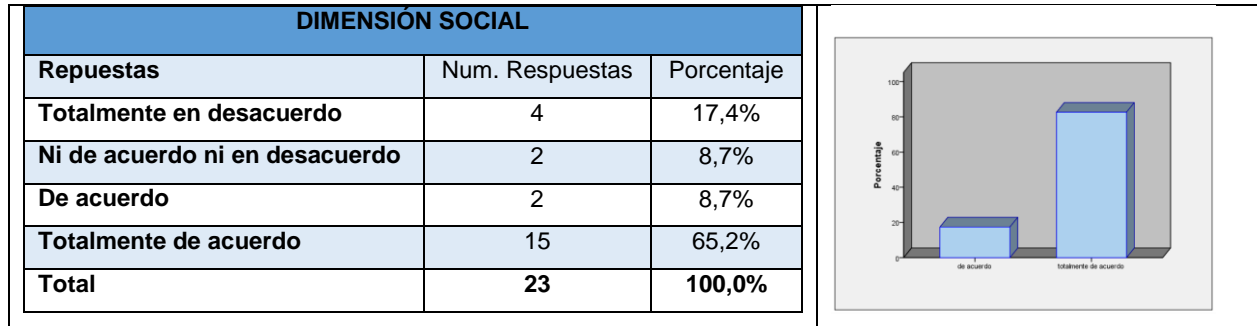 DIMENSIÓN SOCIAL
Repuestas Num. Respuestas Porcentaje
Totalmente en desacuerdo 4 17,4%
Ni de acuerdo ni en desacuerdo 2 8,7%
De acuerdo 2 8,7%
Totalmente de acuerdo 15 65,2%
Total 23 100,0%
Porcentaje
100
80
60
40
20
0
de acuerdo totalmente de acuerdo